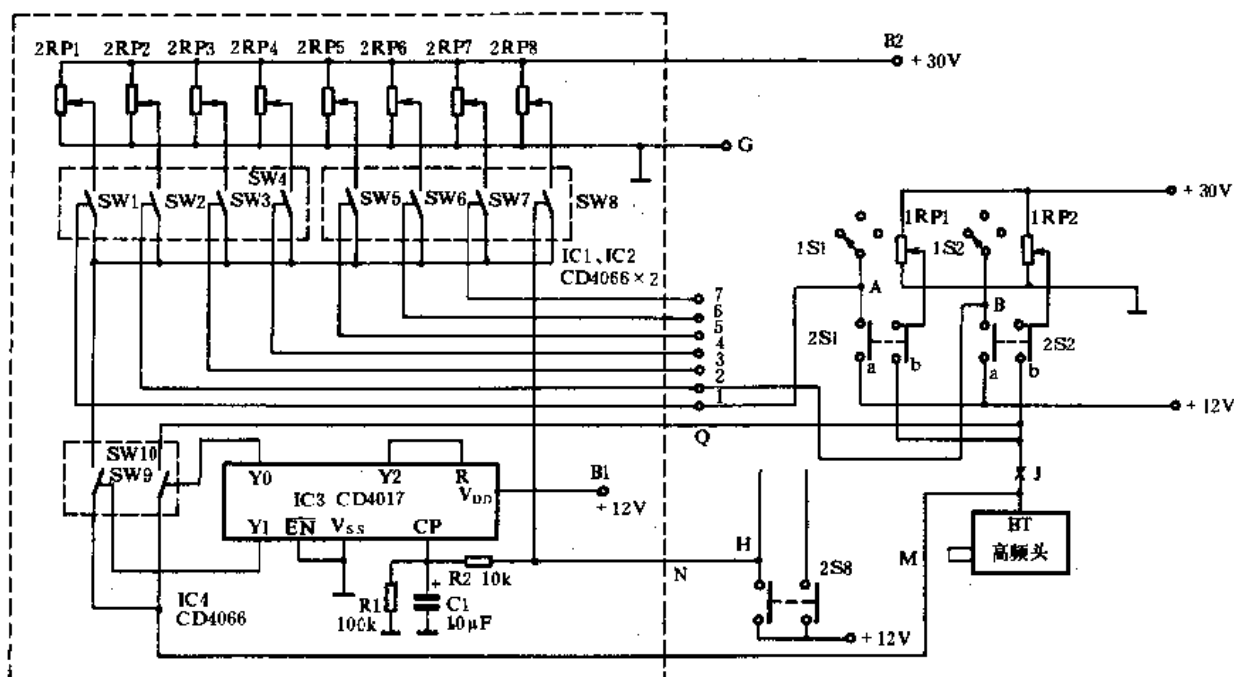 2RP1 2RP2 2RP3 2RP4 2RP5 2RP6 2RP7 2RP8
B2
+30V
G
SW4
SW1 SW2 SW3 SW5 SW6 SW7 SW8
IC1、IC2
CD4066×2
+30V
1S1 1RP1 1S2 1RP2
A
B
7
6
5
4
3
2
1
2S1 a b a b 2S2
+12V
Q
SW10
SW9
Y0 Y2 R
V_DD
B1
+12V
IC3 CD4017
Y1 EN V_SS CP
J
HT
高频头
M
H
N
2S8
R2 10k
R1
100k
+
C1
10μF
IC4
CD4066
+12V